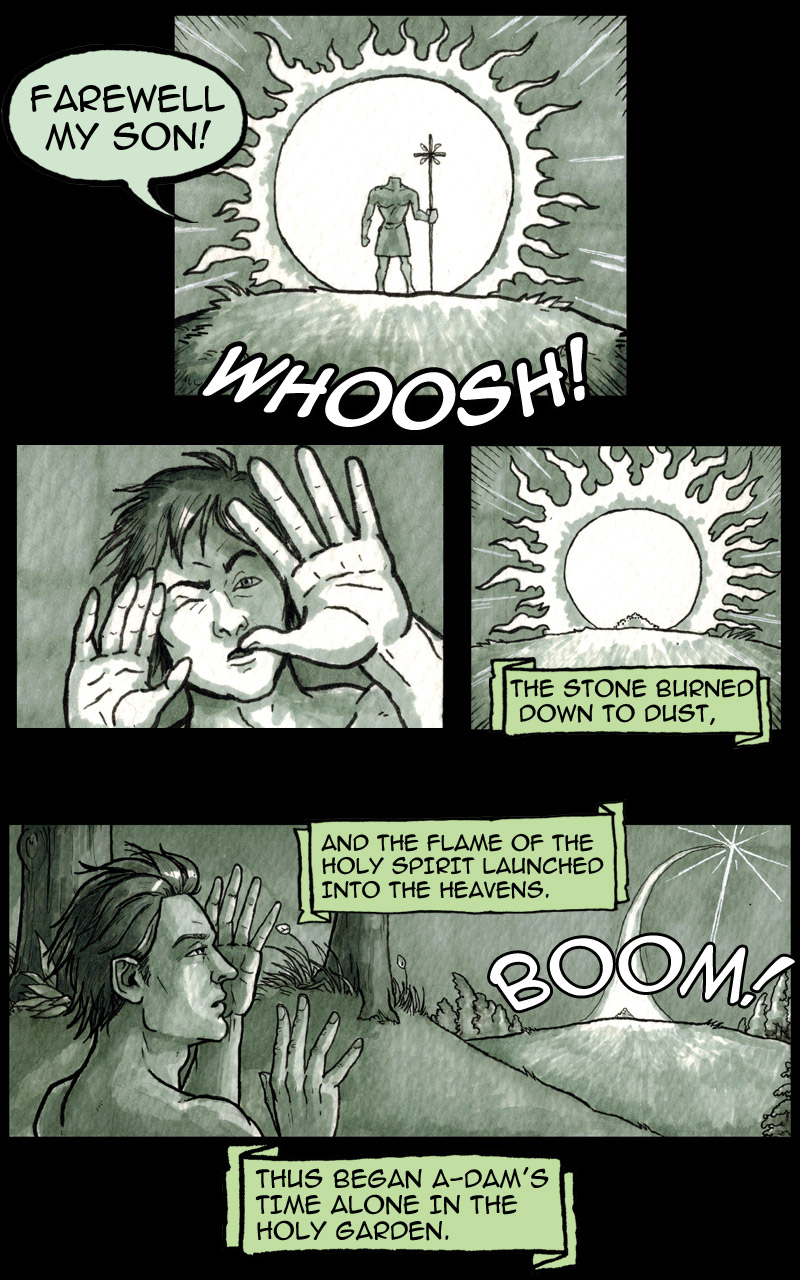 FAREWELL
MY SON!
WHOOSH!
THE STONE BURNED
DOWN TO DUST,
AND THE FLAME OF THE
HOLY SPIRIT LAUNCHED
INTO THE HEAVENS.
BOOM!
THUS BEGAN A-DAM'S
TIME ALONE IN THE
HOLY GARDEN.